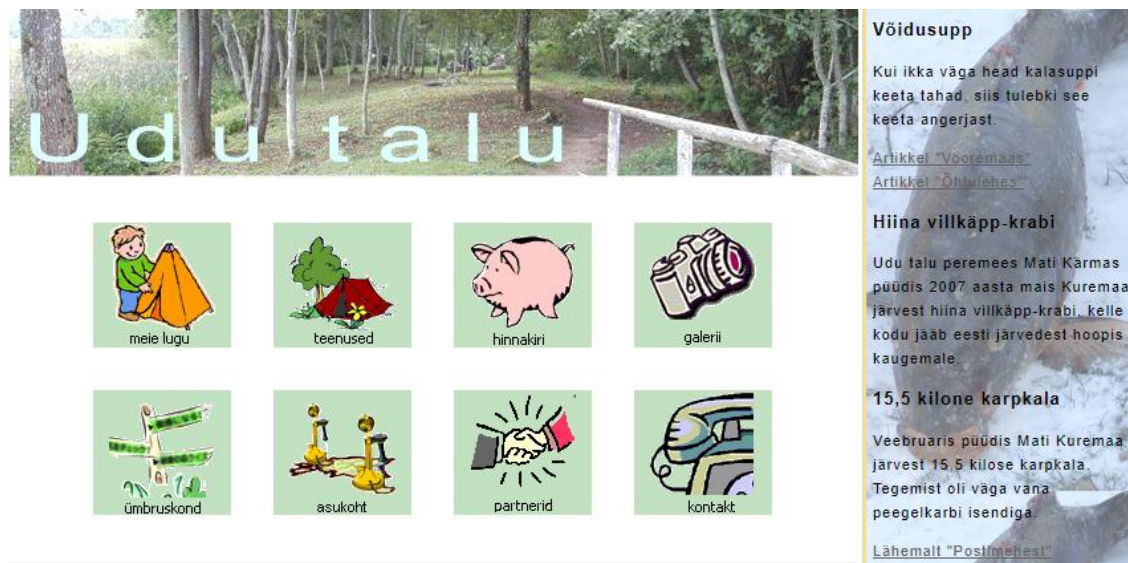 Udu talu
meie lugu
teenused
hinnakiri
galerii
ümbruskond
asukoht
partnerid
kontakt
Võidusupp
Kui ikka väga head kalasuppi
keeta tahad, siis tulebki see
keeta angerjast.
Artikkel "Vooremaas"
Artikkel "Õhtulehes"
Hiina villkäpp-krabi
Udu talu peremees Mati Karmas
püüdis 2007 aasta mais Kuremaa
järvest hiina villkäpp-krabi, kelle
kodu jääb eesti järvedest hoopis
kaugemale.
15,5 kilone karpkala
Veebruaris püüdis Mati Kuremaa
järvest 15,5 kilose karpkala.
Tegemist oli väga vana
peegelkarbi isendiga.
Lähemalt "Postimehest"